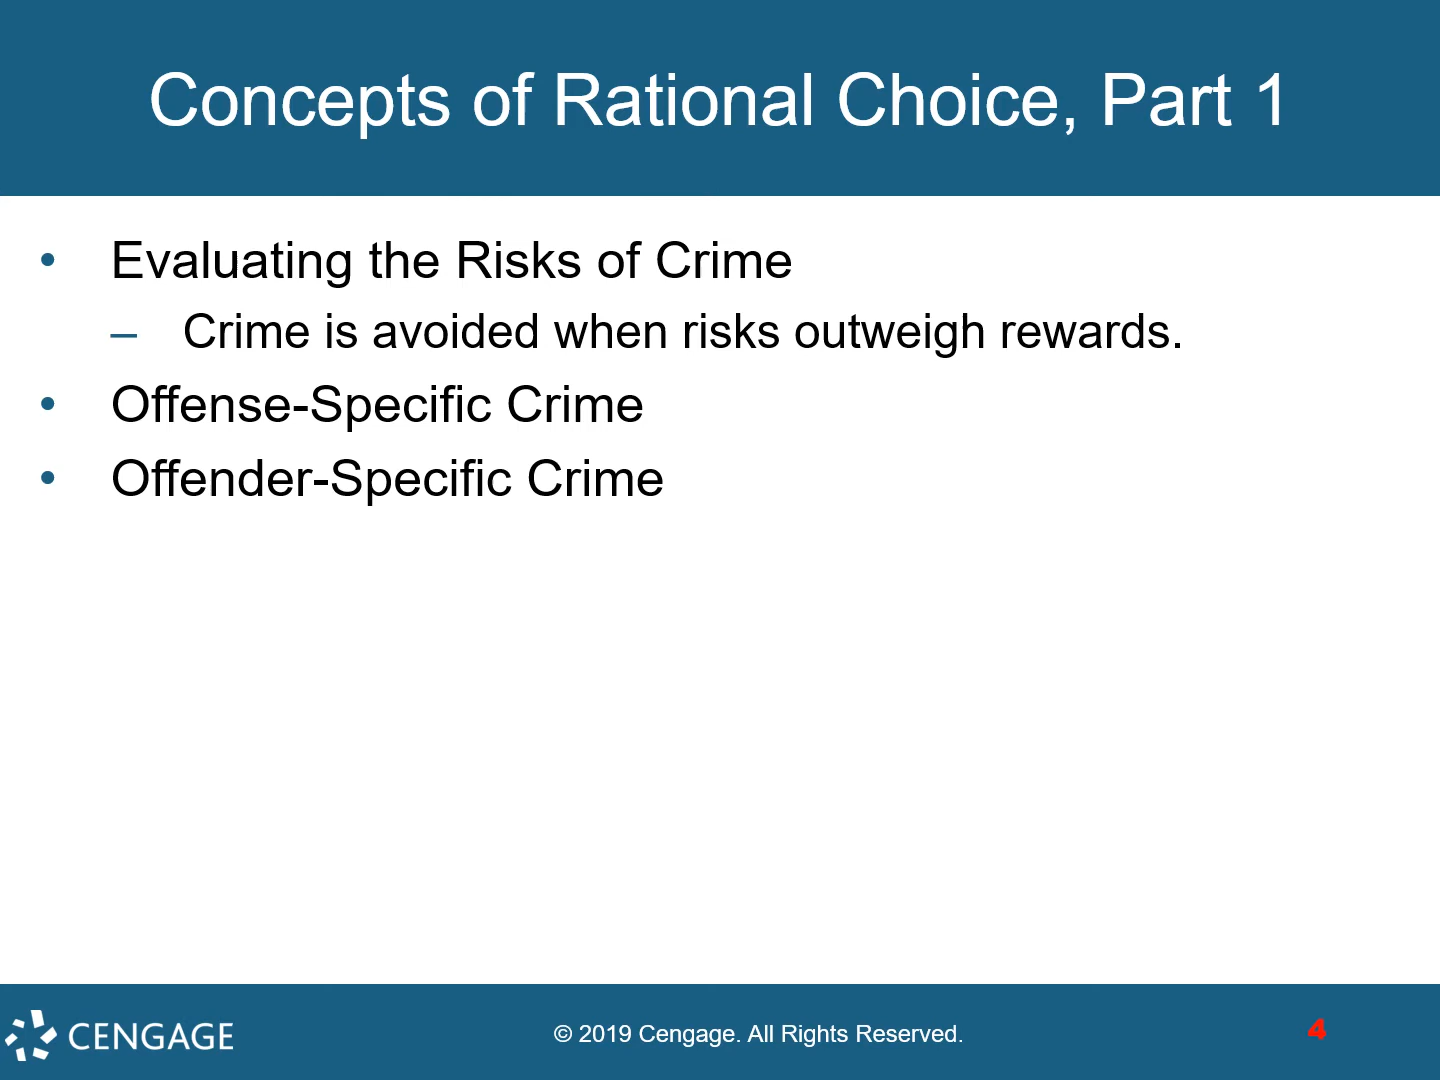 Concepts of Rational Choice, Part 1
• Evaluating the Risks of Crime
– Crime is avoided when risks outweigh rewards.
• Offense-Specific Crime
• Offender-Specific Crime
CENGAGE
© 2019 Cengage. All Rights Reserved.
4